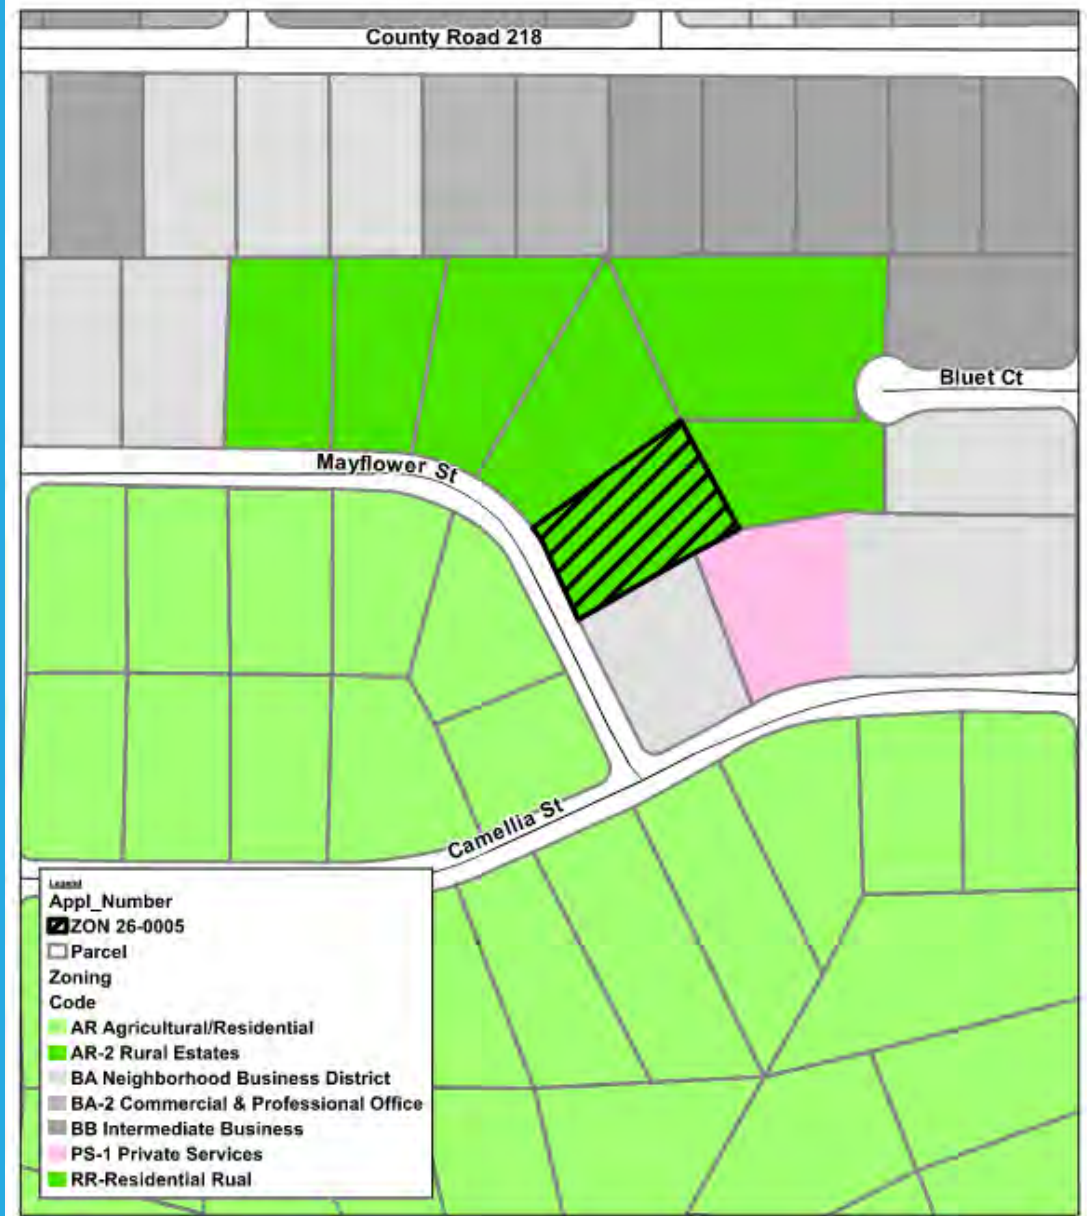 County Road 218
Bluet Ct
Mayflower St
Camellia St
Legend
Appl_Number
ZON 26-0005
Parcel
Zoning
Code
AR Agricultural/Residential
AR-2 Rural Estates
BA Neighborhood Business District
BA-2 Commercial & Professional Office
BB Intermediate Business
PS-1 Private Services
RR-Residential Rual